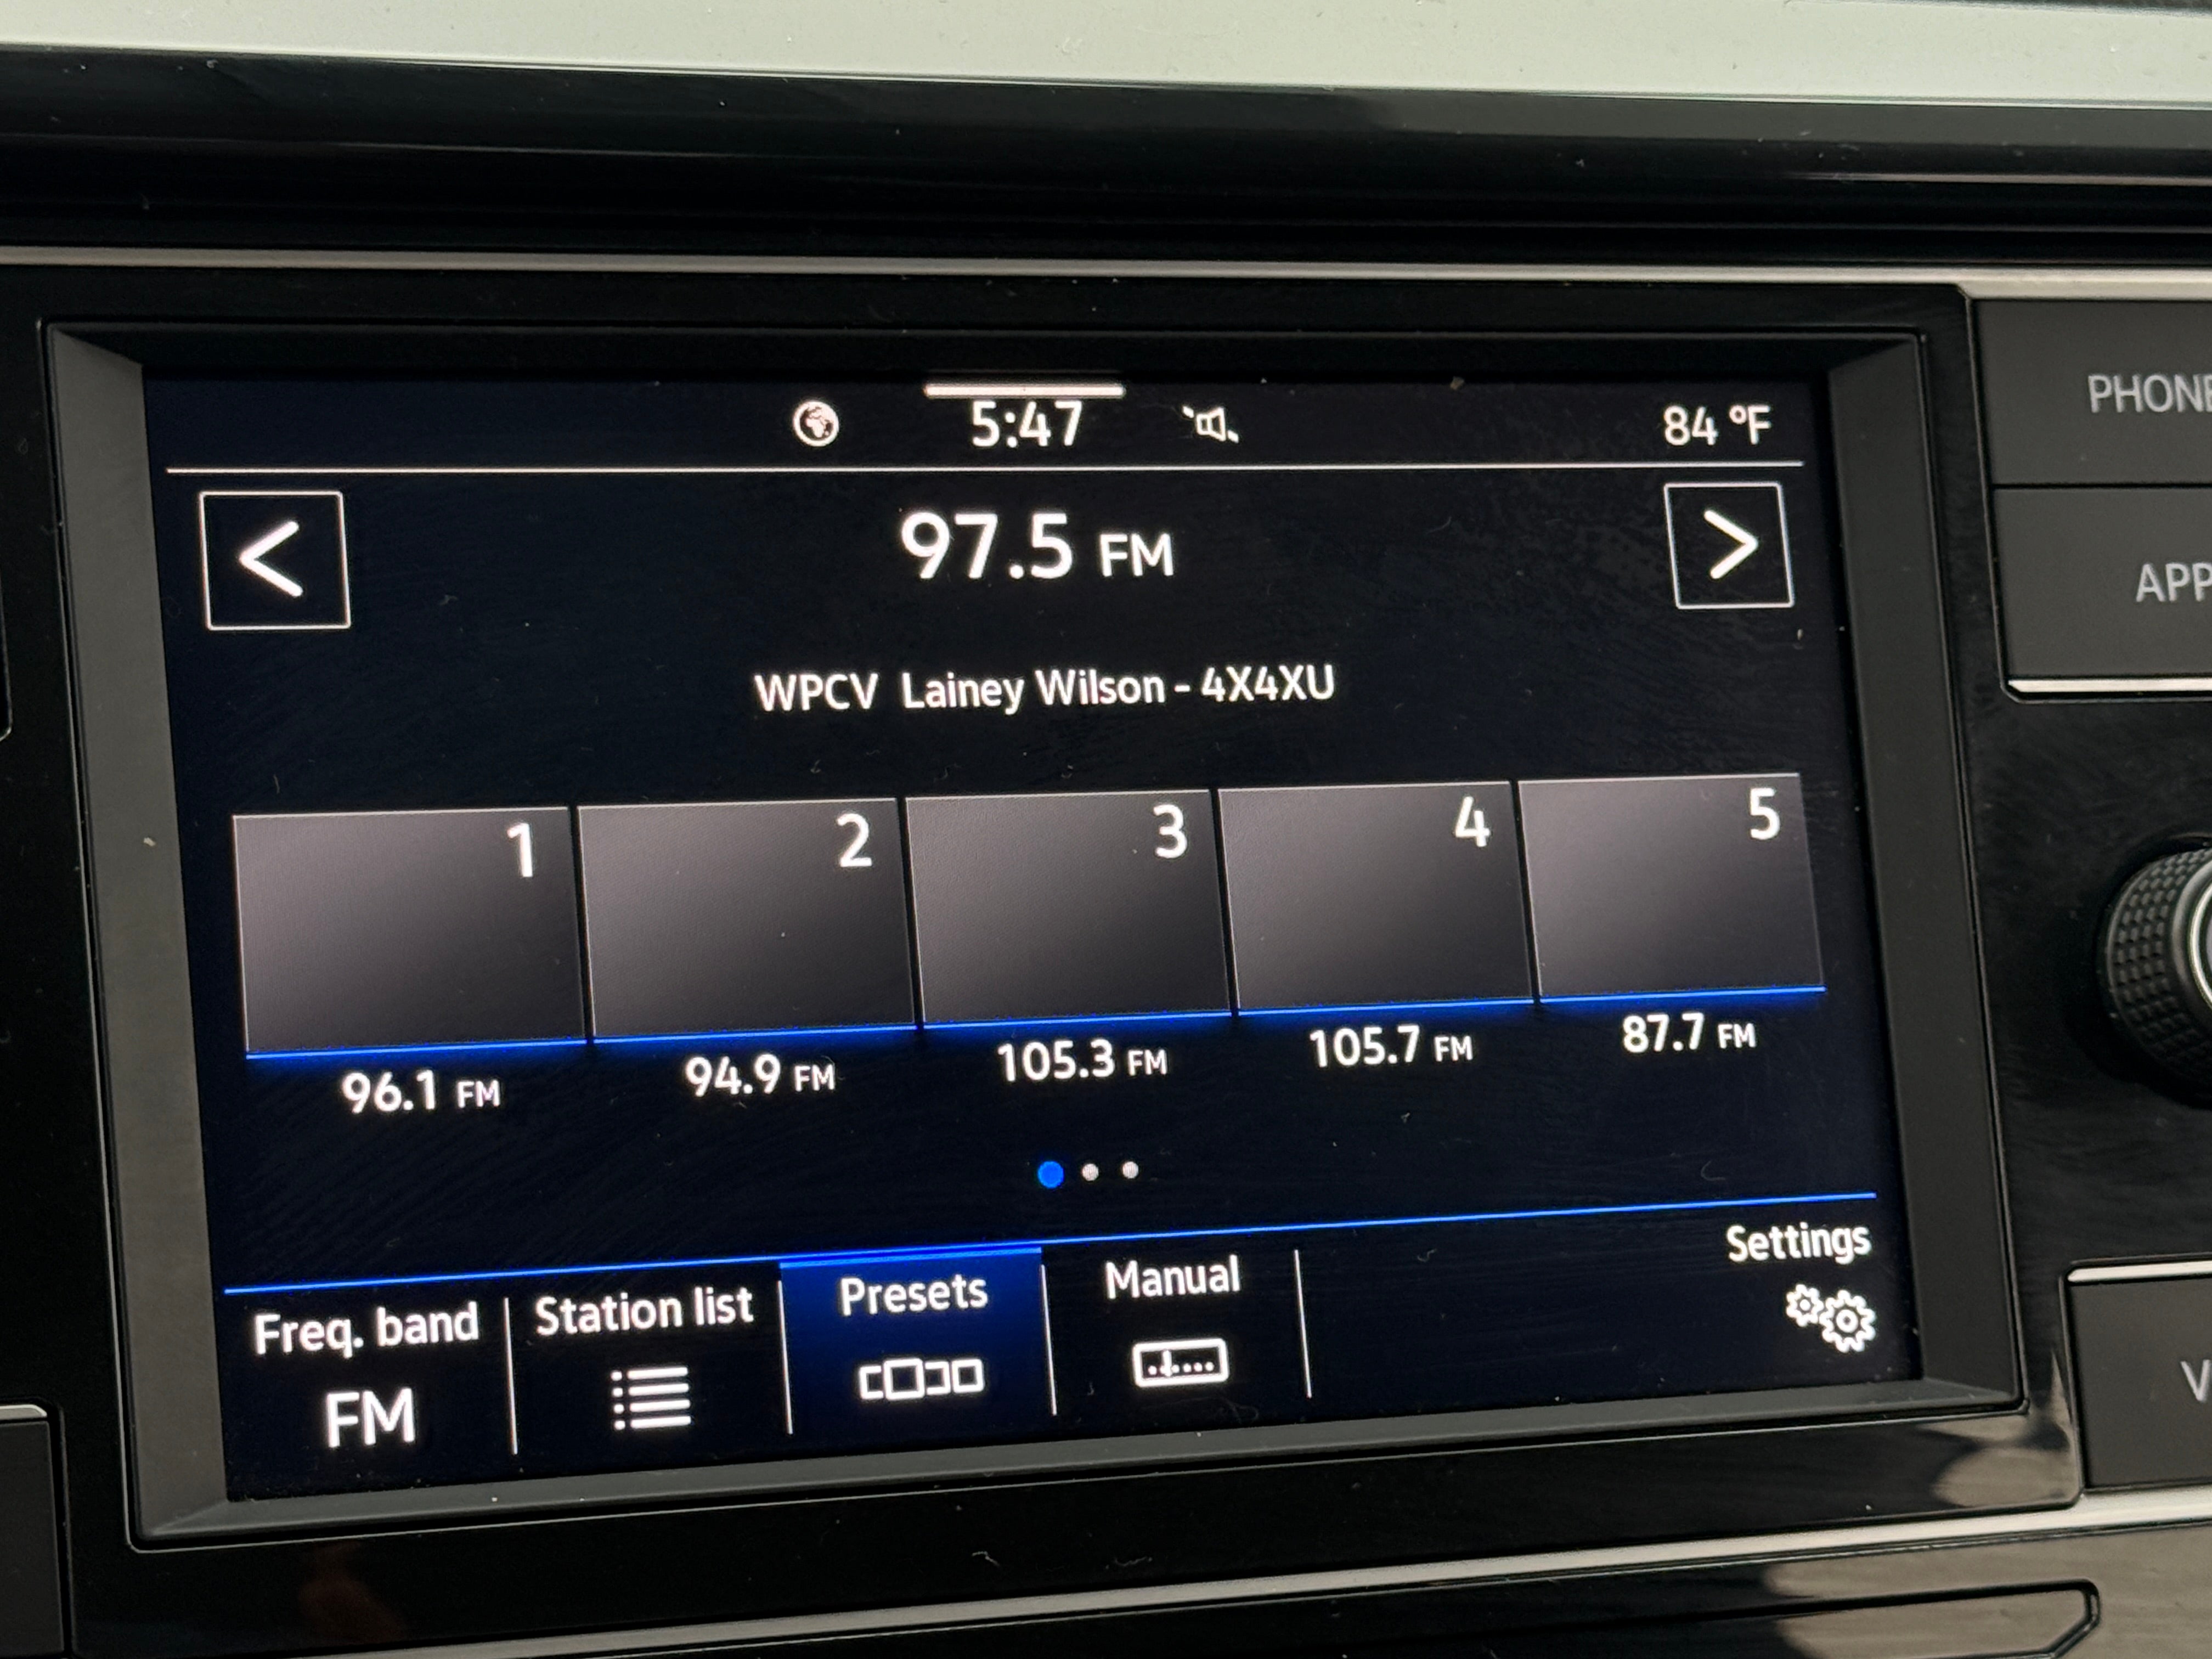 5:47
84 °F
PHONE
<
97.5 FM
>
APP
WPCV Lainey Wilson - 4X4XU
1
2
3
4
5
96.1 FM
94.9 FM
105.3 FM
105.7 FM
87.7 FM
Freq. band
Station list
Presets
Manual
Settings
FM
V